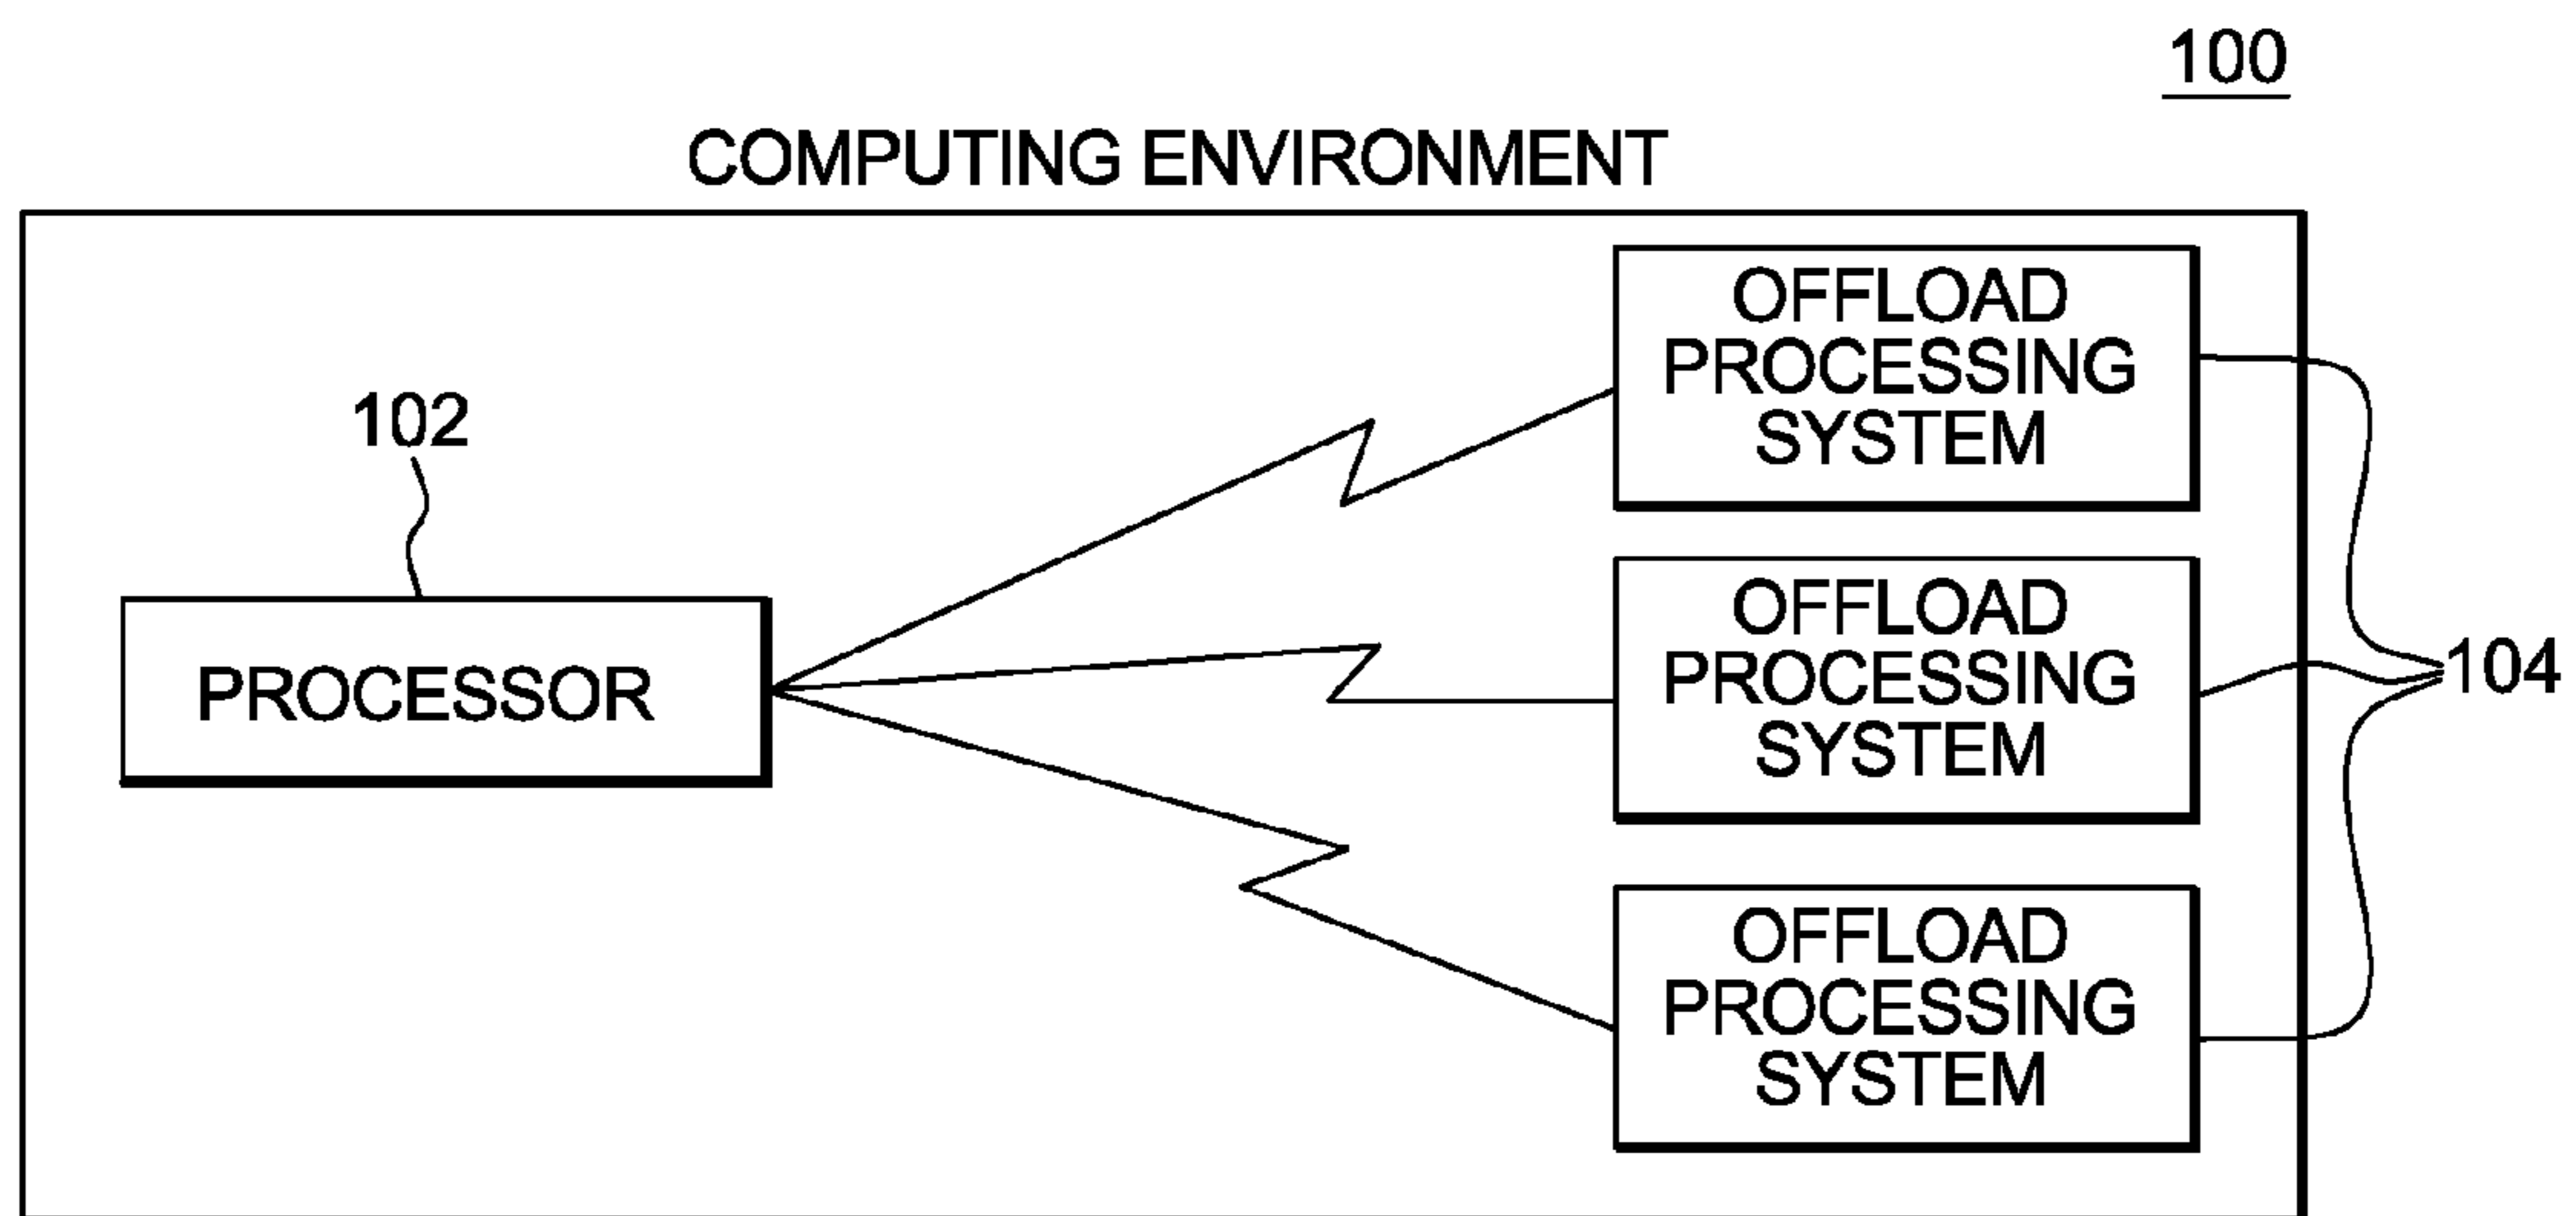 100
COMPUTING ENVIRONMENT
OFFLOAD
PROCESSING
SYSTEM
102
PROCESSOR
OFFLOAD
PROCESSING
SYSTEM
104
OFFLOAD
PROCESSING
SYSTEM